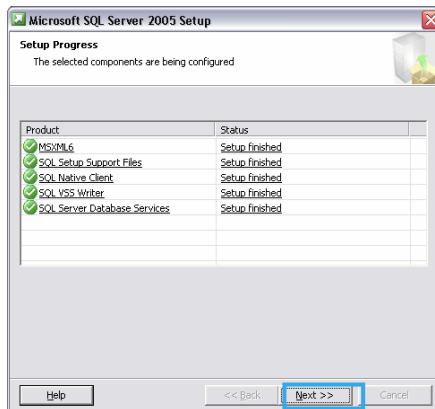 Microsoft SQL Server 2005 Setup
Setup Progress
The selected components are being configured
Product Status
MSXML6 Setup finished
SQL Setup Support Files Setup finished
SQL Native Client Setup finished
SQL VSS Writer Setup finished
SQL Server Database Services Setup finished
Help << Back Next >> Cancel